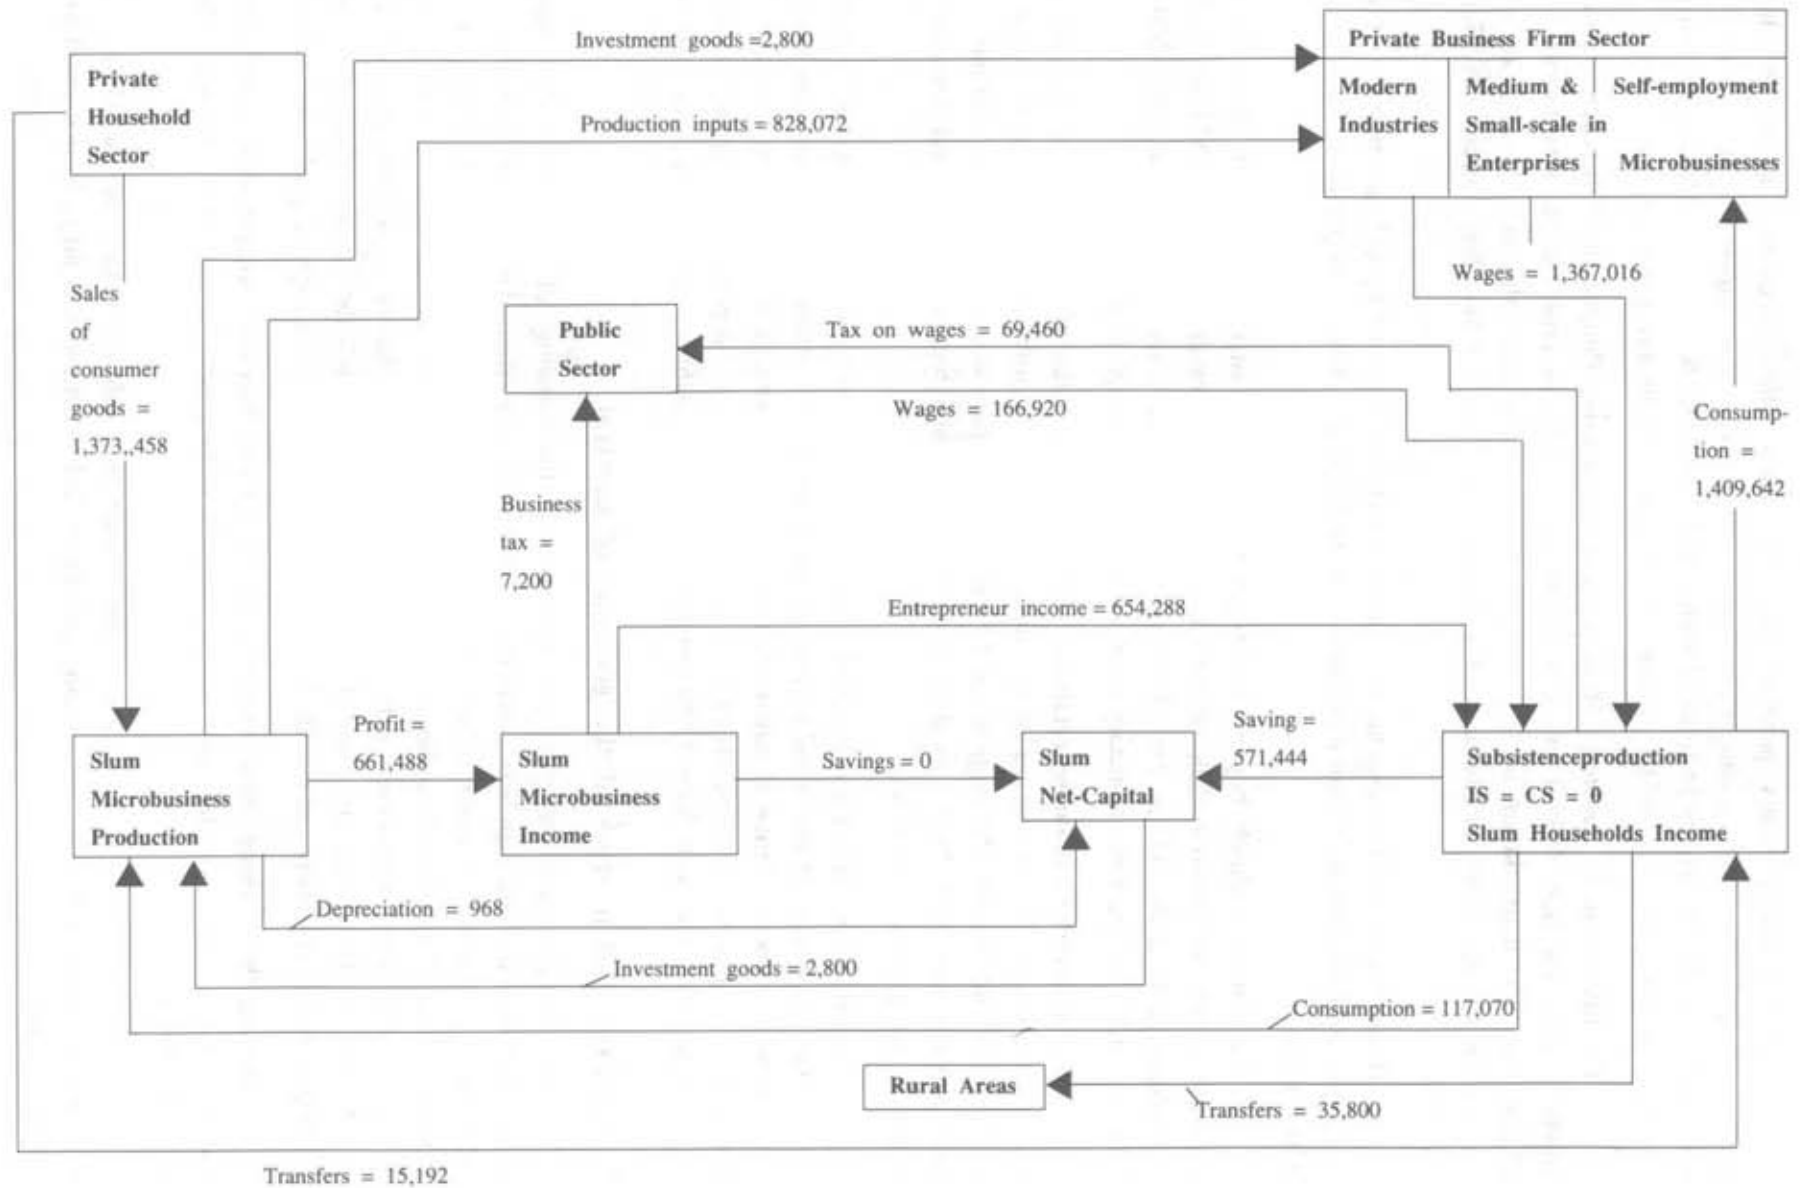 Investment goods =2,800
Private Business Firm Sector
Private
Household
Sector
Modern
Industries
Medium &
Small-scale in
Enterprises
Self-employment
Microbusinesses
Production inputs = 828,072
Wages = 1,367,016
Sales
of
consumer
goods =
1,373,,458
Public
Sector
Tax on wages = 69,460
Wages = 166,920
Consump-
tion =
1,409,642
Business
tax =
7,200
Entrepreneur income = 654,288
Profit =
661,488
Saving =
571,444
Slum
Microbusiness
Production
Slum
Microbusiness
Income
Savings = 0
Slum
Net-Capital
Subsistenceproduction
IS = CS = 0
Slum Households Income
Depreciation = 968
Investment goods = 2,800
Consumption = 117,070
Rural Areas
Transfers = 35,800
Transfers = 15,192